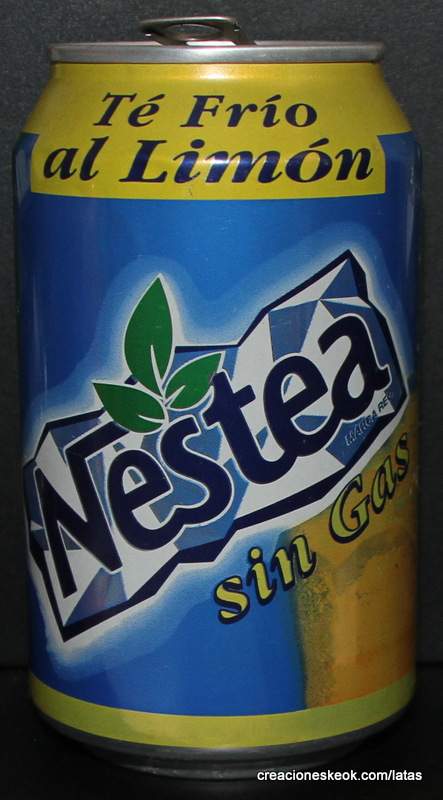 Té Frío
al Limón
Nestea
MARCA REG.
sin Gas
creacioneskeok.com/latas